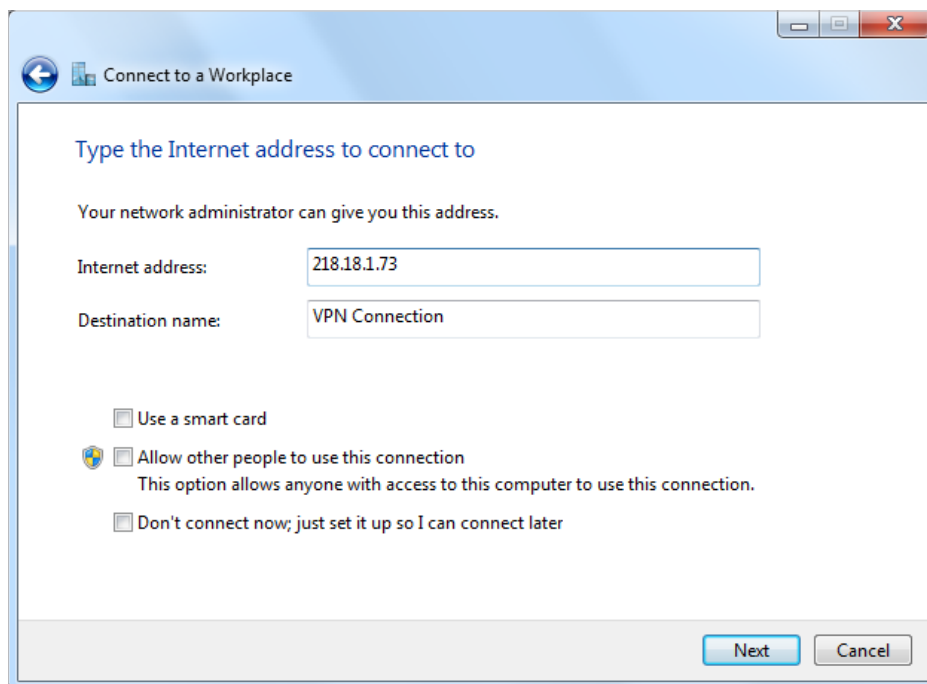 Connect to a Workplace
Type the Internet address to connect to
Your network administrator can give you this address.
Internet address: 218.18.1.73
Destination name: VPN Connection
Use a smart card
Allow other people to use this connection
This option allows anyone with access to this computer to use this connection.
Don't connect now; just set it up so I can connect later
Next Cancel